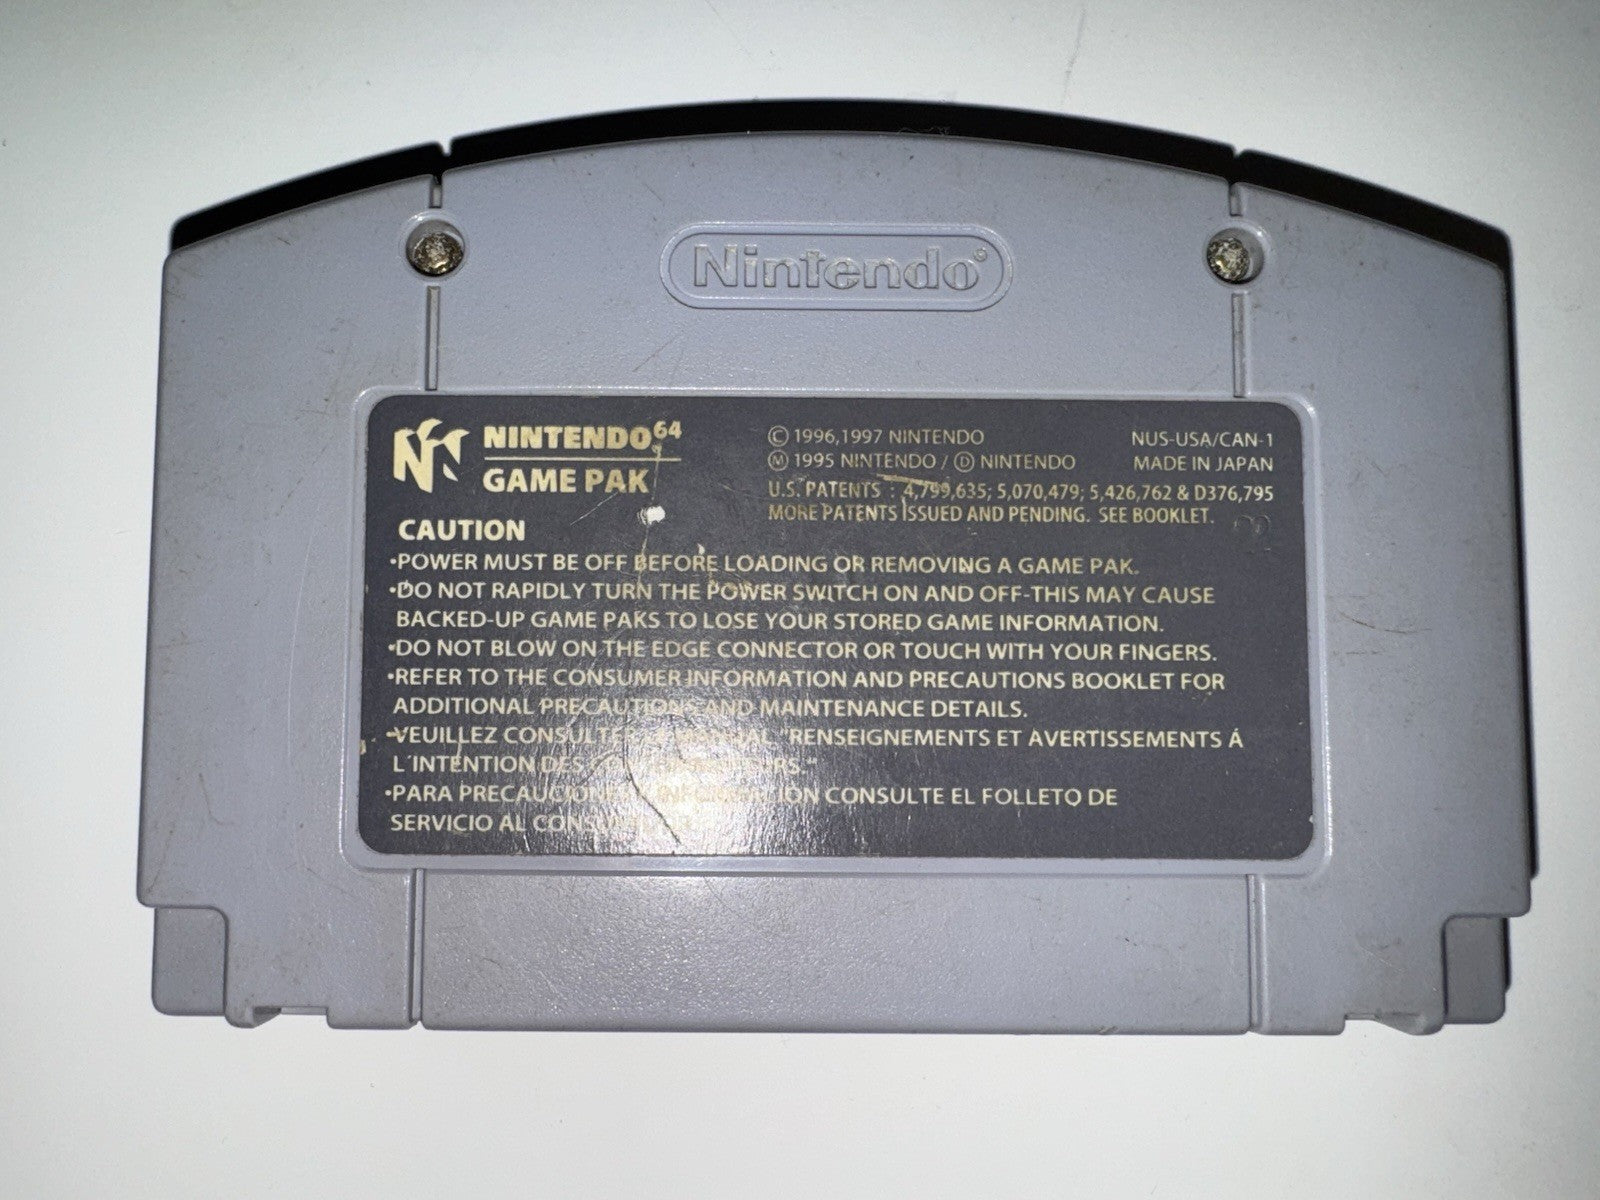 Nintendo®
NINTENDO64
GAME PAK
© 1996,1997 NINTENDO
Ⓜ 1995 NINTENDO / Ⓓ NINTENDO
NUS-USA/CAN-1
MADE IN JAPAN
U.S. PATENTS : 4,799,635; 5,070,479; 5,426,762 & D376,795
MORE PATENTS ISSUED AND PENDING. SEE BOOKLET.
CAUTION
•POWER MUST BE OFF BEFORE LOADING OR REMOVING A GAME PAK.
•DO NOT RAPIDLY TURN THE POWER SWITCH ON AND OFF-THIS MAY CAUSE
BACKED-UP GAME PAKS TO LOSE YOUR STORED GAME INFORMATION.
•DO NOT BLOW ON THE EDGE CONNECTOR OR TOUCH WITH YOUR FINGERS.
•REFER TO THE CONSUMER INFORMATION AND PRECAUTIONS BOOKLET FOR
ADDITIONAL PRECAUTIONS AND MAINTENANCE DETAILS.
•VEUILLEZ CONSULTER "RENSEIGNEMENTS ET AVERTISSEMENTS Á
L'INTENTION DES
•PARA PRECAUCIONES INFORMACION CONSULTE EL FOLLETO DE
SERVICIO AL